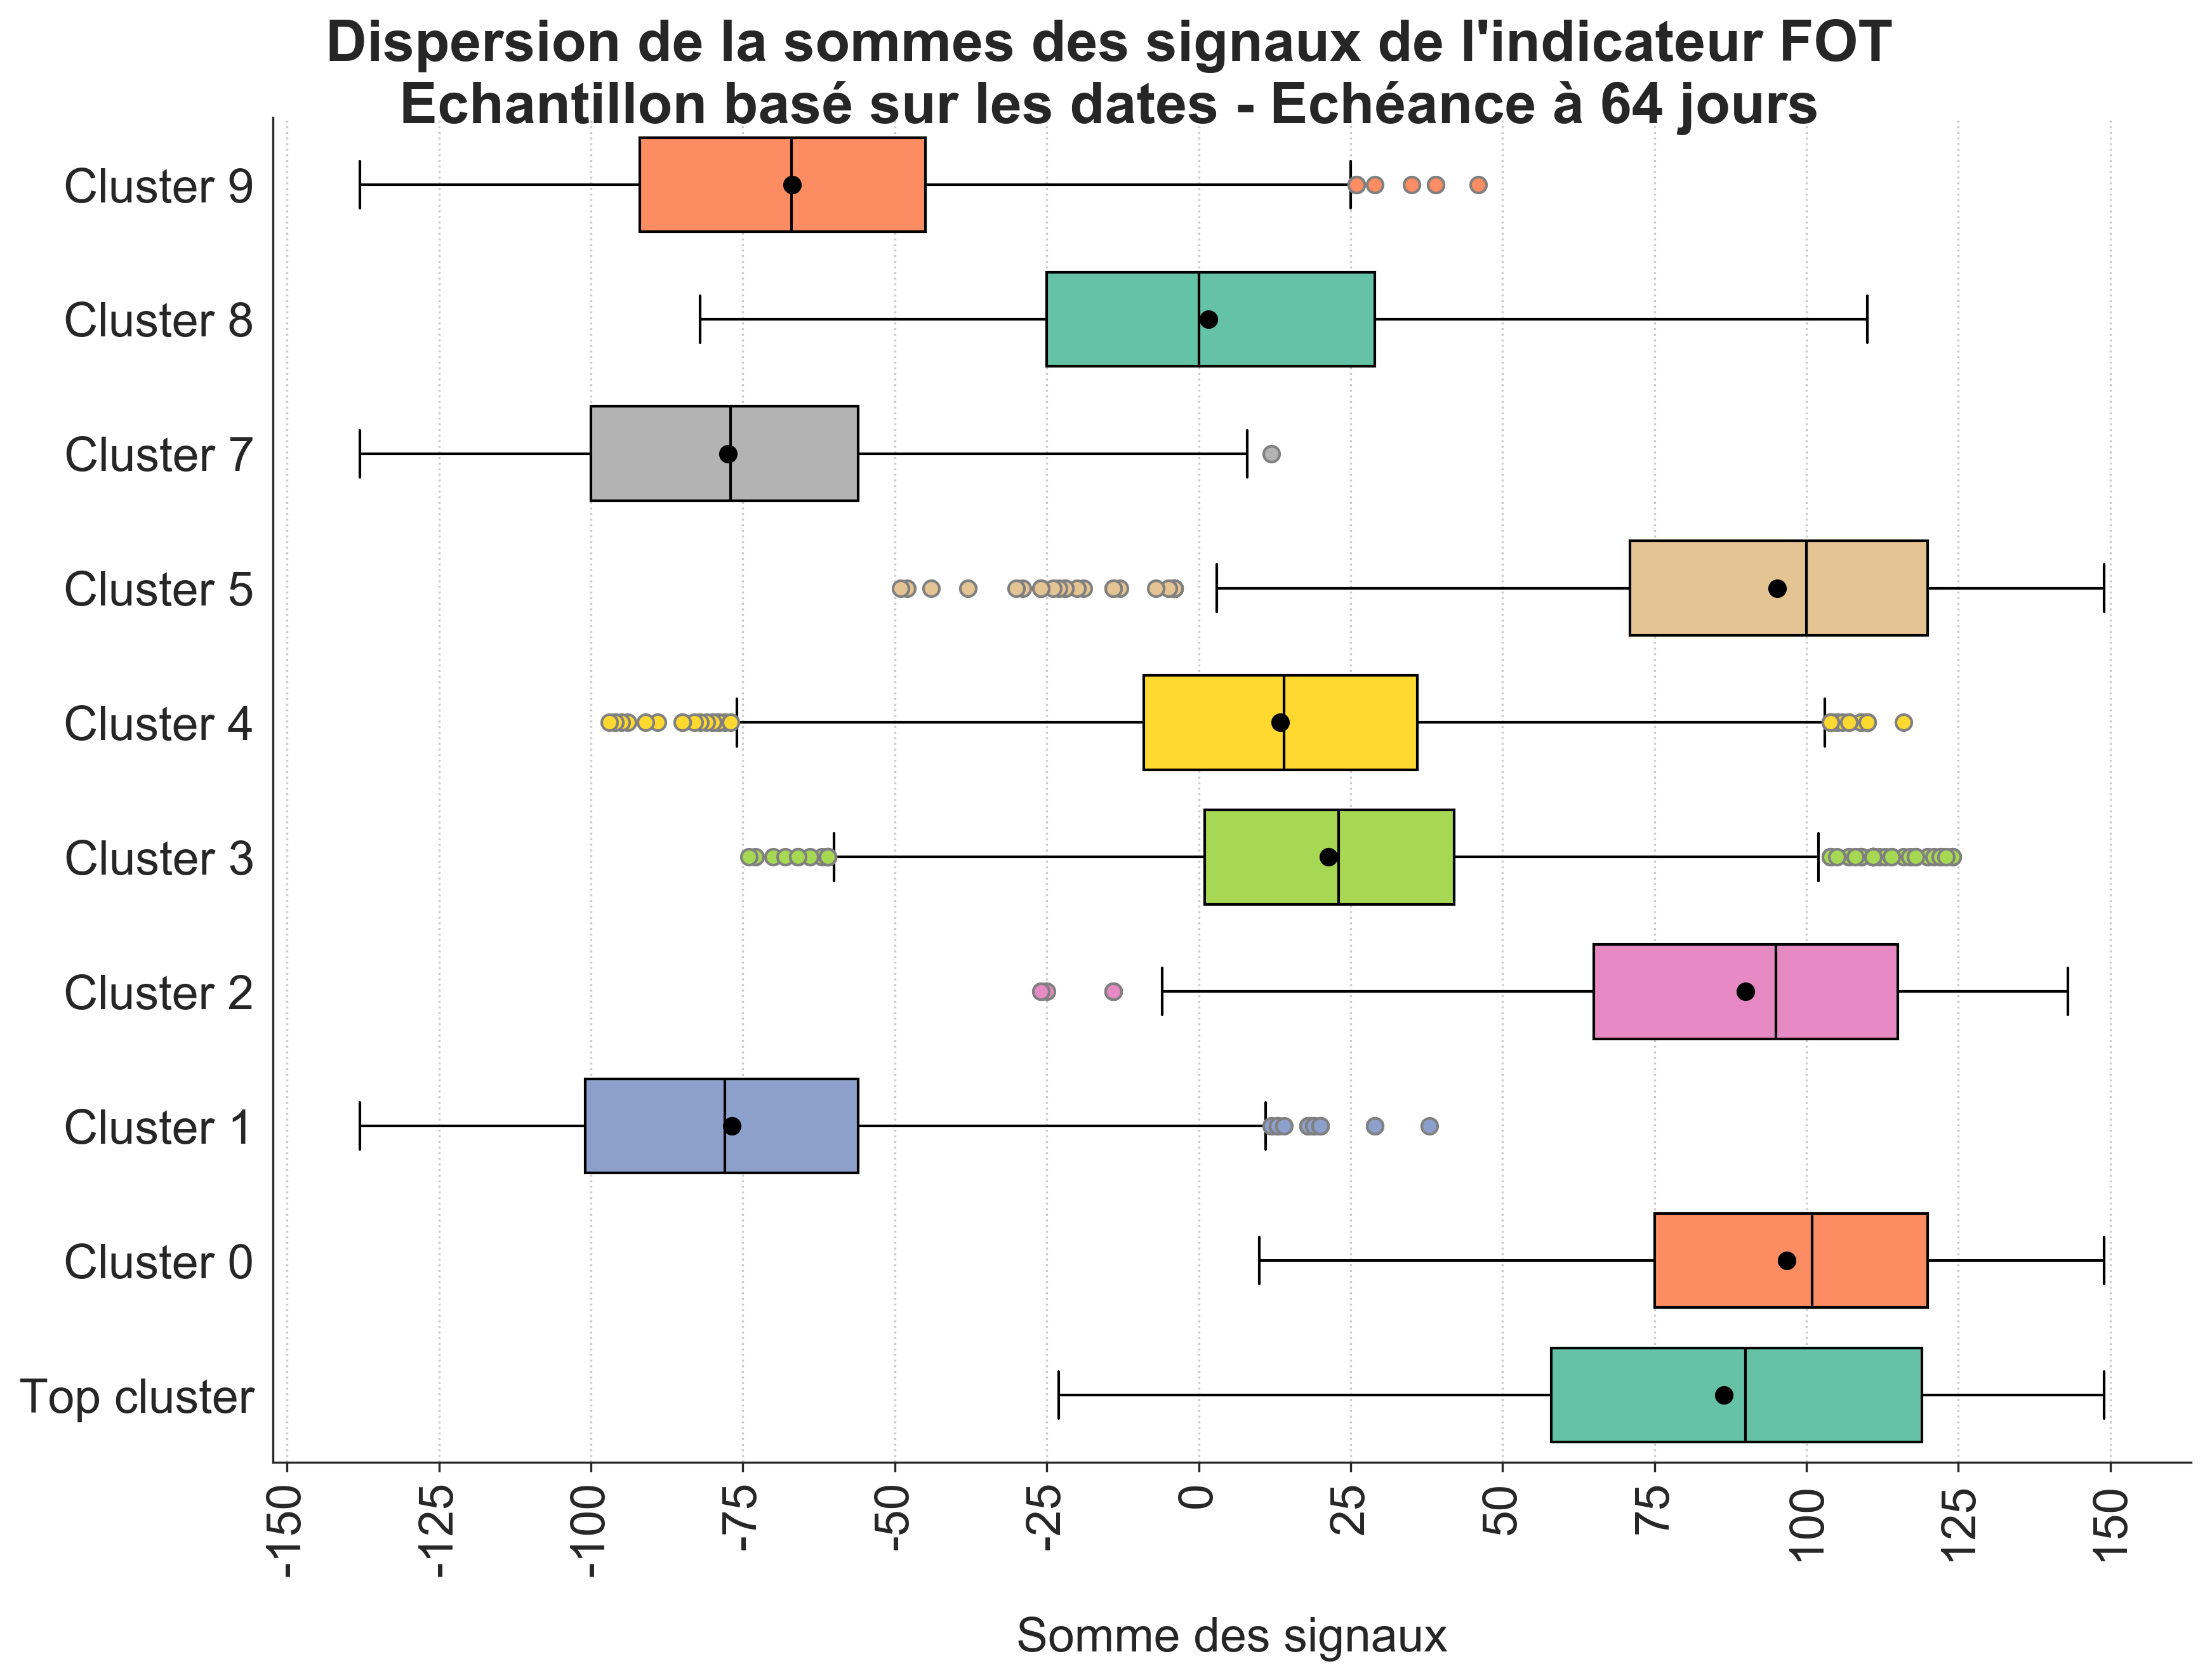 Dispersion de la sommes des signaux de l'indicateur FOT
Echantillon basé sur les dates - Echéance à 64 jours
Cluster 9
Cluster 8
Cluster 7
Cluster 5
Cluster 4
Cluster 3
Cluster 2
Cluster 1
Cluster 0
Top cluster
-150
-125
-100
-75
-50
-25
0
25
50
75
100
125
150
Somme des signaux